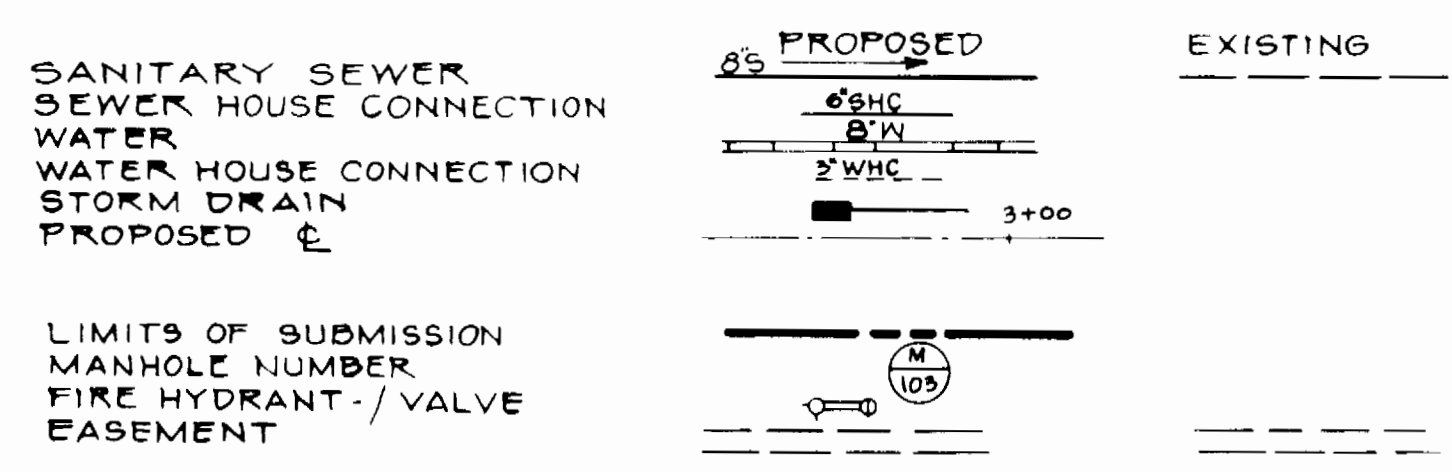 PROPOSED EXISTING
SANITARY SEWER 8"S
SEWER HOUSE CONNECTION 6"SHC
WATER 8"W
WATER HOUSE CONNECTION 3"WHC
STORM DRAIN 3+00
PROPOSED ℄
LIMITS OF SUBMISSION
MANHOLE NUMBER M
103
FIRE HYDRANT-/VALVE
EASEMENT